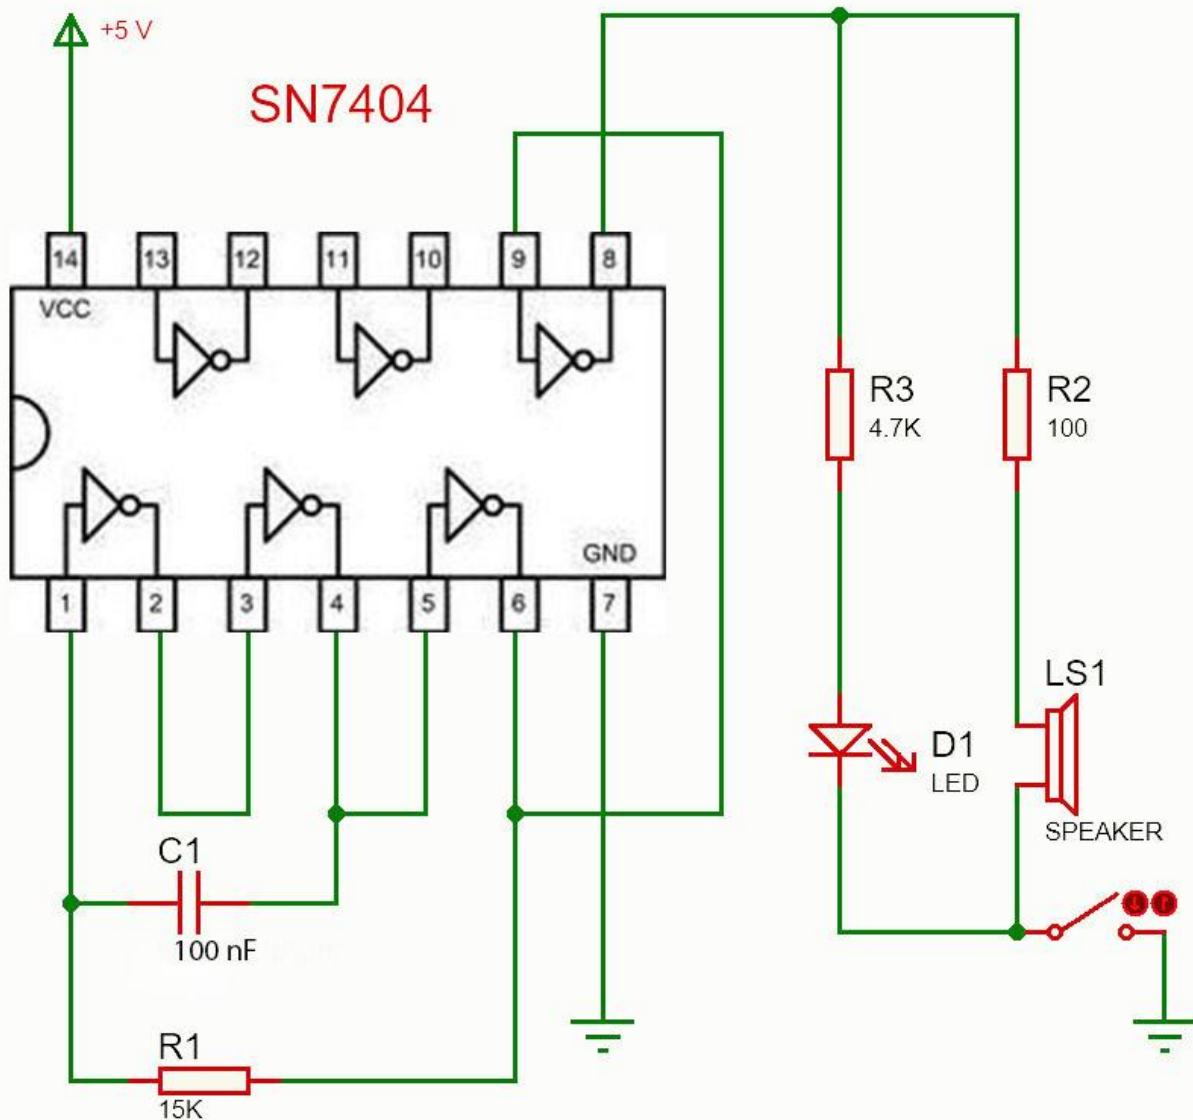 +5 V
SN7404
14 13 12 11 10 9 8
VCC
GND
1 2 3 4 5 6 7
R3
4.7K
R2
100
LS1
D1
LED
SPEAKER
C1
100 nF
R1
15K